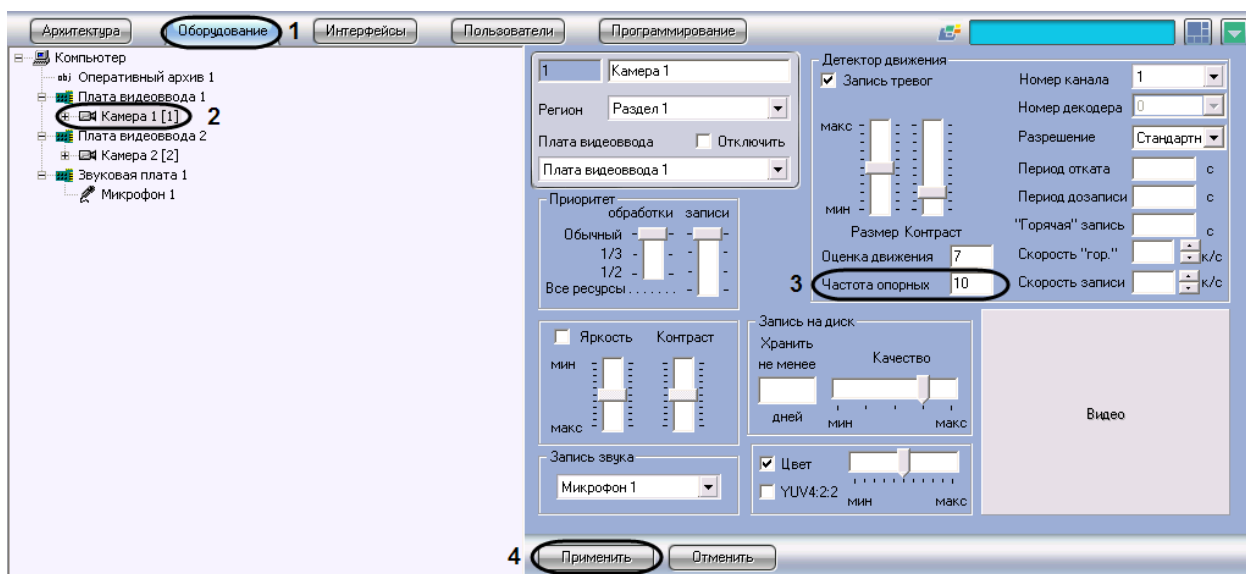 Архитектура Оборудование 1 Интерфейсы Пользователи Программирование
Компьютер
Оперативный архив 1
Плата видеоввода 1
Камера 1 [1] 2
Плата видеоввода 2
Камера 2 [2]
Звуковая плата 1
Микрофон 1
1 Камера 1
Регион Раздел 1
Плата видеоввода Отключить
Плата видеоввода 1
Приоритет
обработки записи
Обычный
1/3
1/2
Все ресурсы
Яркость Контраст
мин
макс
Запись звука
Микрофон 1
Детектор движения
Запись тревог
макс
мин
Размер Контраст
Оценка движения 7
3 Частота опорных 10
Номер канала 1
Номер декодера 0
Разрешение Стандартн
Период отката с
Период дозаписи с
"Горячая" запись с
Скорость "гор." к/с
Скорость записи к/с
Запись на диск
Хранить
не менее
дней
Качество
мин макс
Цвет
YUV4:2:2
мин макс
Видео
4 Применить Отменить